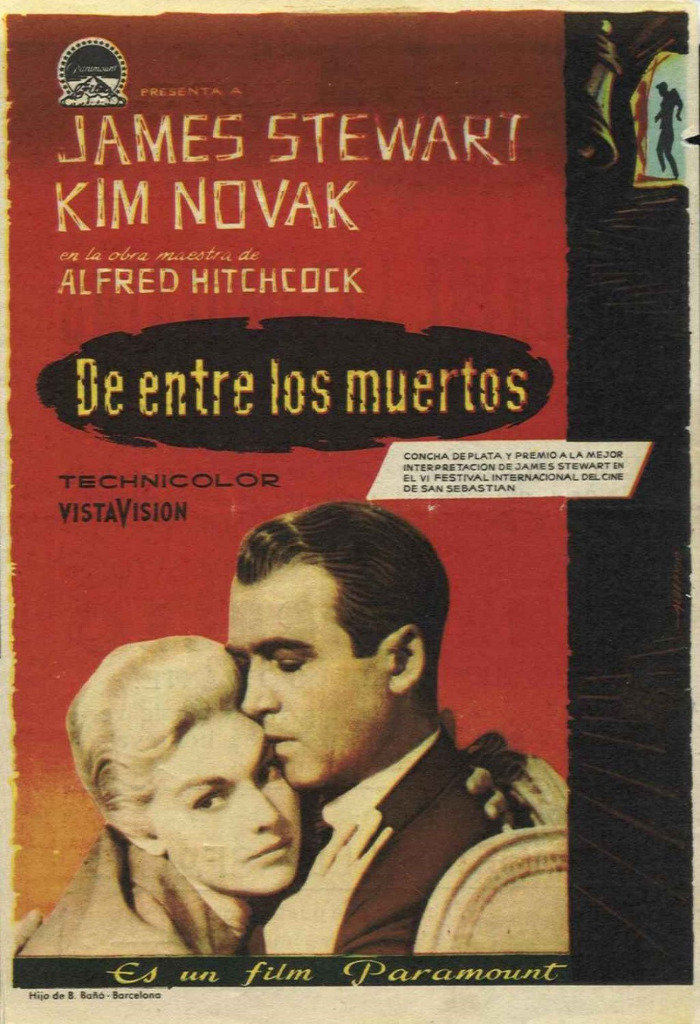 Paramount
Film
PRESENTA A
JAMES STEWART
KIM NOVAK
en la obra maestra de
ALFRED HITCHCOCK
De entre los muertos
TECHNICOLOR
VISTAVISION
CONCHA DE PLATA Y PREMIO A LA MEJOR
INTERPRETACION DE JAMES STEWART EN
EL VI FESTIVAL INTERNACIONAL DEL CINE
DE SAN SEBASTIAN
Es un film Paramount
Hijo de B. Bañó - Barcelona